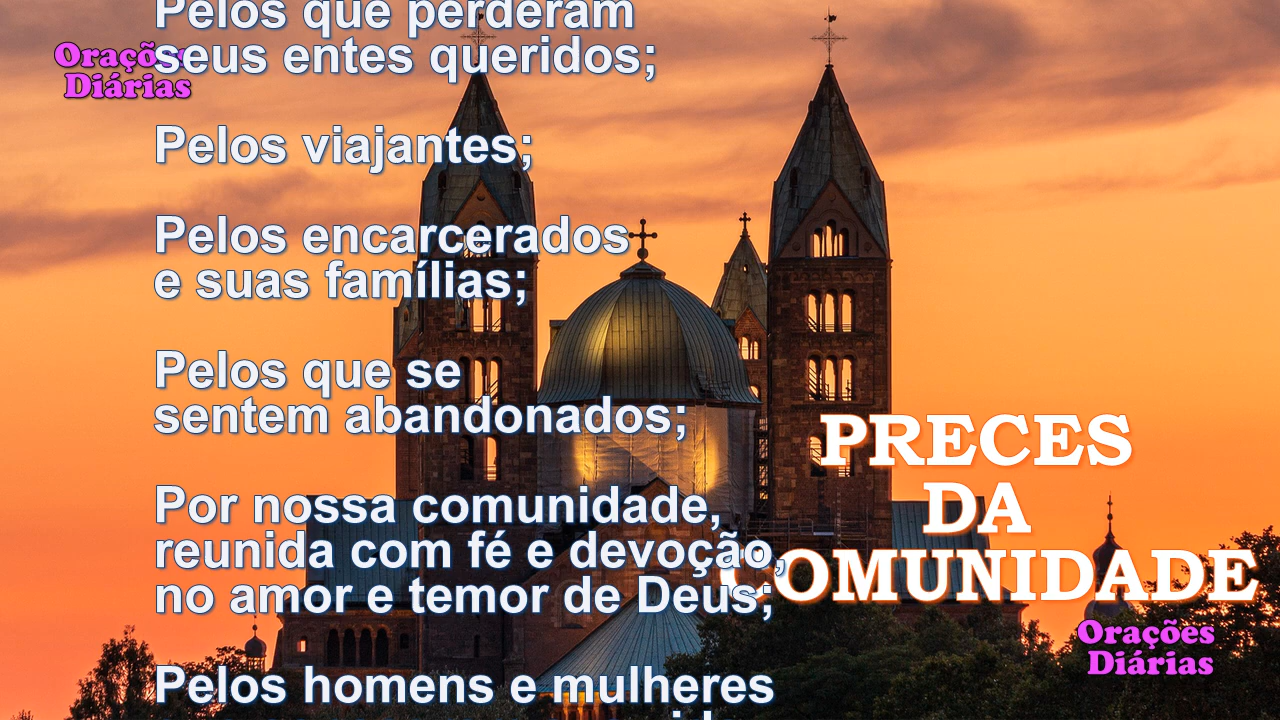 Pelos que perderam
seus entes queridos;
Orações
Diárias
Pelos viajantes;
Pelos encarcerados
e suas famílias;
Pelos que se
sentem abandonados;
Por nossa comunidade,
reunida com fé e devoção,
no amor e temor de Deus;
Pelos homens e mulheres
PRECES
DA
COMUNIDADE
Orações
Diárias